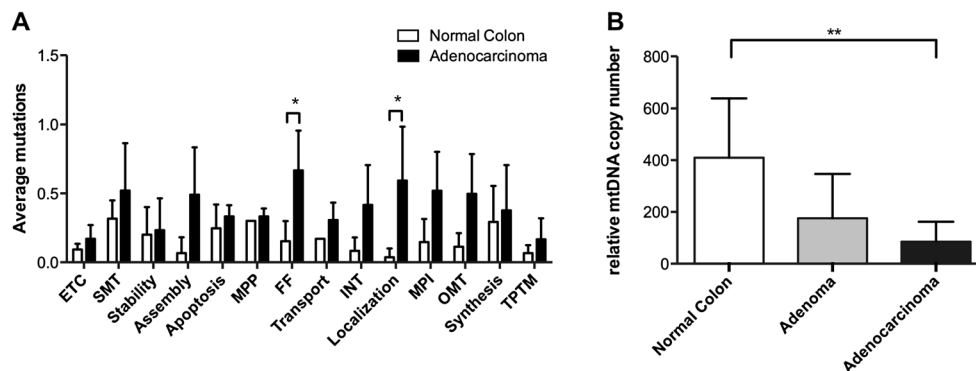 A
Normal Colon
Adenocarcinoma
Average mutations
1.5
1.0
0.5
0.0
*
*
ETC
SMT
Stability
Assembly
Apoptosis
MPP
FF
Transport
INT
Localization
MPI
OMT
Synthesis
TPTM
B
**
relative mtDNA copy number
800
600
400
200
0
Normal Colon
Adenoma
Adenocarcinoma